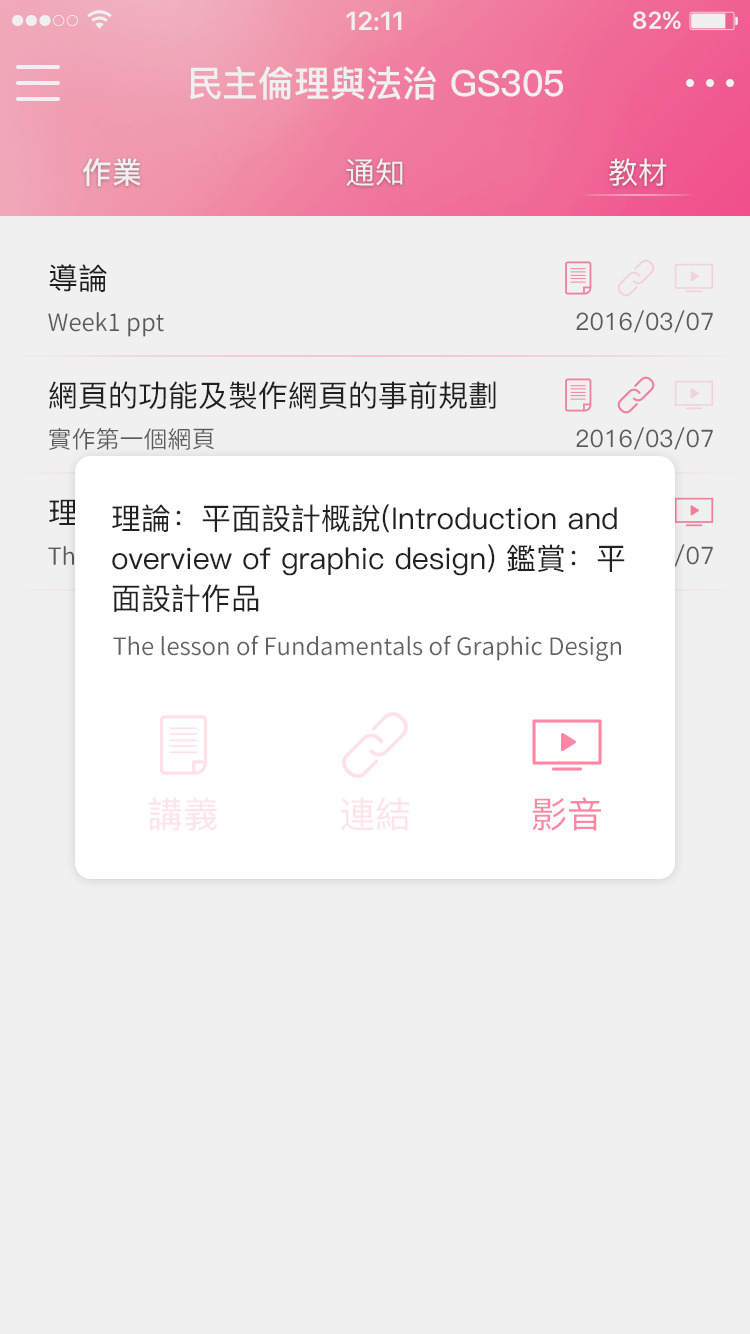 12:11
82%
民主倫理與法治 GS305
作業
通知
教材
導論
Week1 ppt
2016/03/07
網頁的功能及製作網頁的事前規劃
實作第一個網頁
2016/03/07
理
Th
/07
理論：平面設計概說(Introduction and
overview of graphic design) 鑑賞：平
面設計作品
The lesson of Fundamentals of Graphic Design
講義
連結
影音